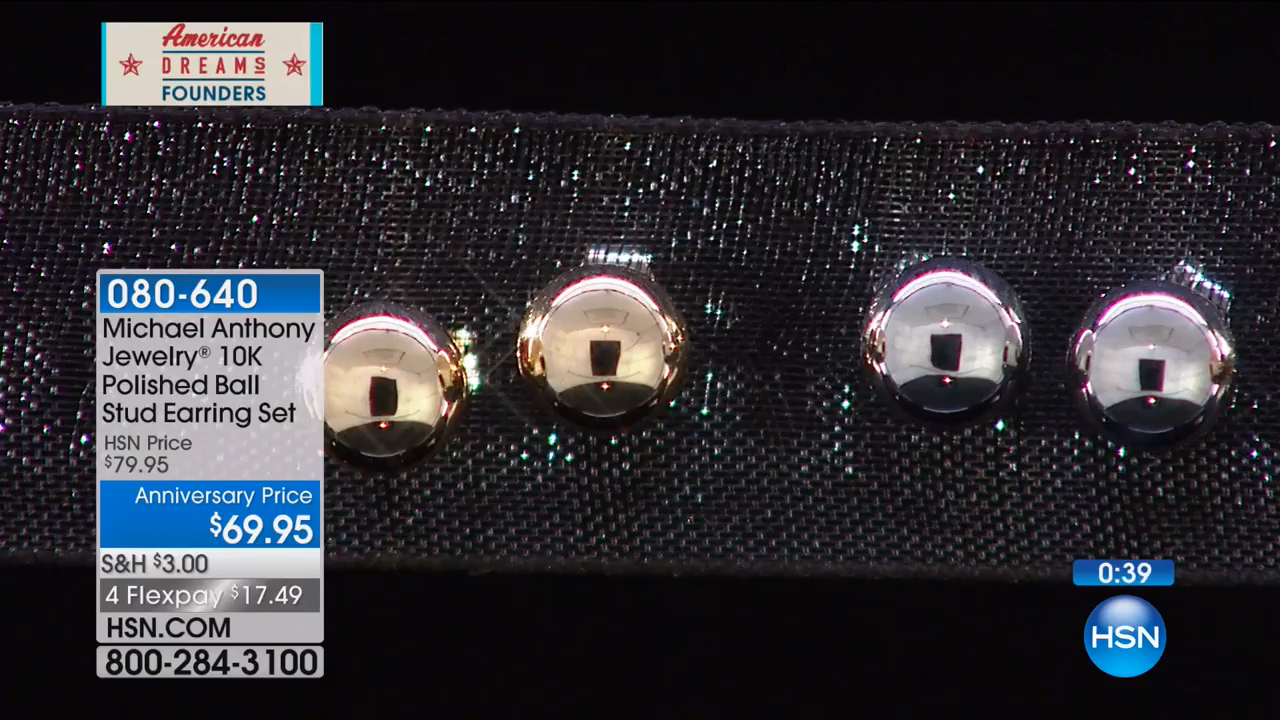 American
DREAMS
FOUNDERS
080-640
Michael Anthony
Jewelry® 10K
Polished Ball
Stud Earring Set
HSN Price
$79.95
Anniversary Price
$69.95
S&H $3.00
4 Flexpay $17.49
HSN.COM
800-284-3100
0:39
HSN